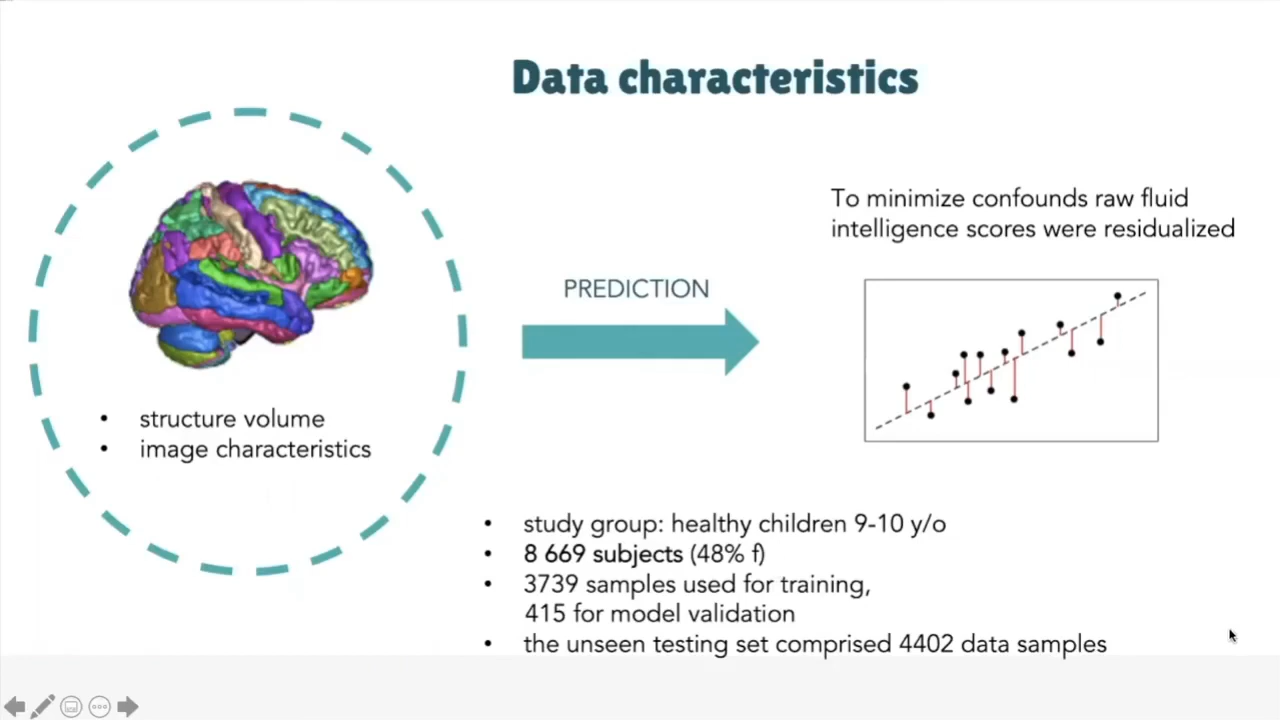 Data characteristics
To minimize confounds raw fluid
intelligence scores were residualized
PREDICTION
• structure volume
• image characteristics
• study group: healthy children 9-10 y/o
• 8 669 subjects (48% f)
• 3739 samples used for training,
415 for model validation
• the unseen testing set comprised 4402 data samples